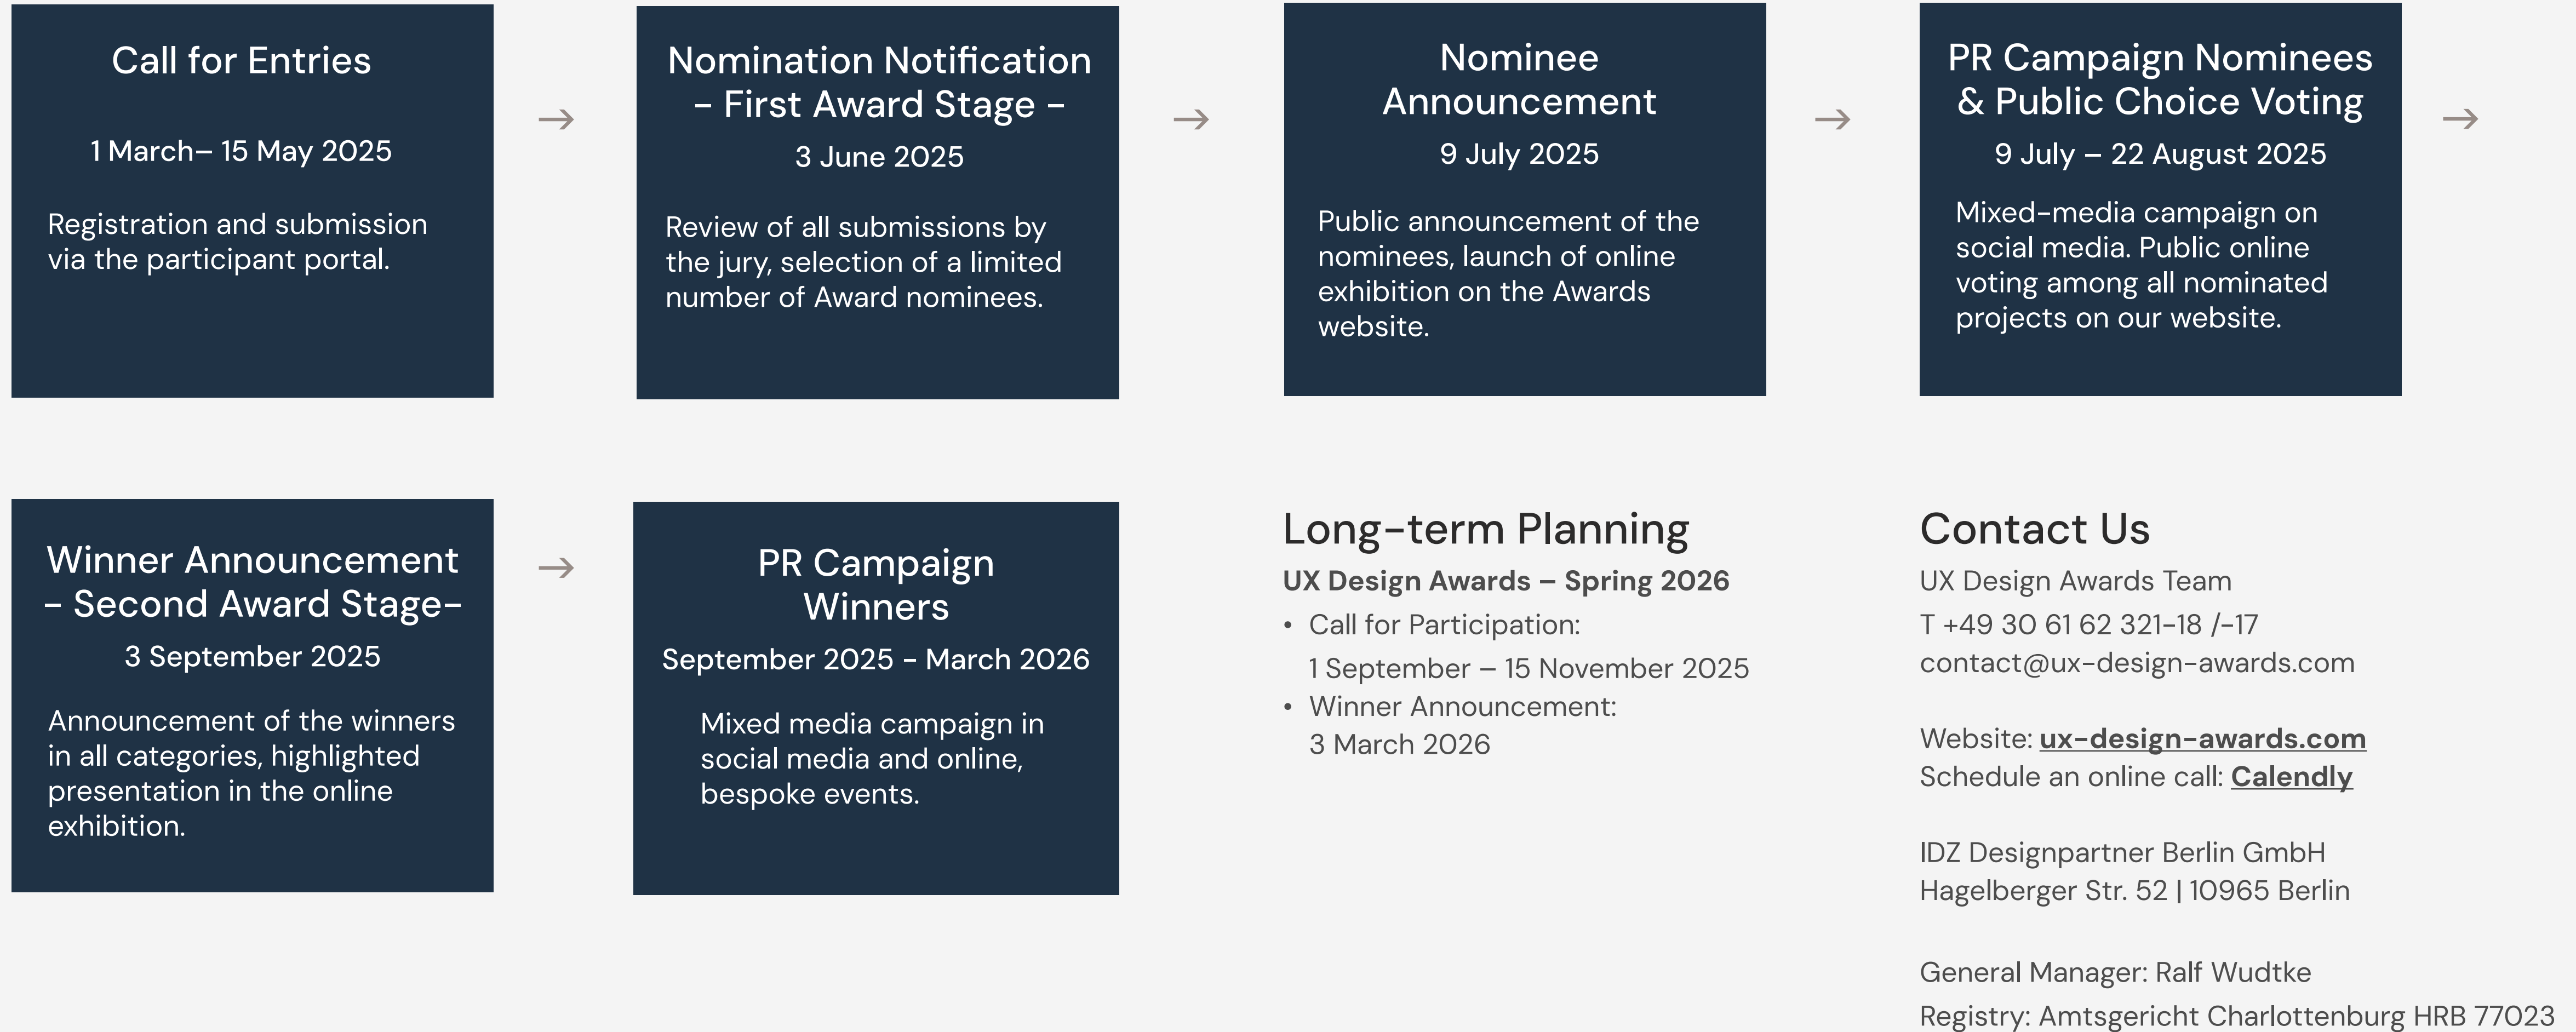 Call for Entries
1 March– 15 May 2025
Registration and submission
via the participant portal.
→
Nomination Notification
- First Award Stage -
3 June 2025
Review of all submissions by
the jury, selection of a limited
number of Award nominees.
→
Nominee
Announcement
9 July 2025
Public announcement of the
nominees, launch of online
exhibition on the Awards
website.
→
PR Campaign Nominees
& Public Choice Voting
9 July – 22 August 2025
Mixed-media campaign on
social media. Public online
voting among all nominated
projects on our website.
→
Winner Announcement
- Second Award Stage-
3 September 2025
Announcement of the winners
in all categories, highlighted
presentation in the online
exhibition.
→
PR Campaign
Winners
September 2025 - March 2026
Mixed media campaign in
social media and online,
bespoke events.
Long-term Planning
UX Design Awards – Spring 2026
• Call for Participation:
1 September – 15 November 2025
• Winner Announcement:
3 March 2026
Contact Us
UX Design Awards Team
T +49 30 61 62 321-18 /-17
contact@ux-design-awards.com
Website: ux-design-awards.com
Schedule an online call: Calendly
IDZ Designpartner Berlin GmbH
Hagelberger Str. 52 | 10965 Berlin
General Manager: Ralf Wudtke
Registry: Amtsgericht Charlottenburg HRB 77023